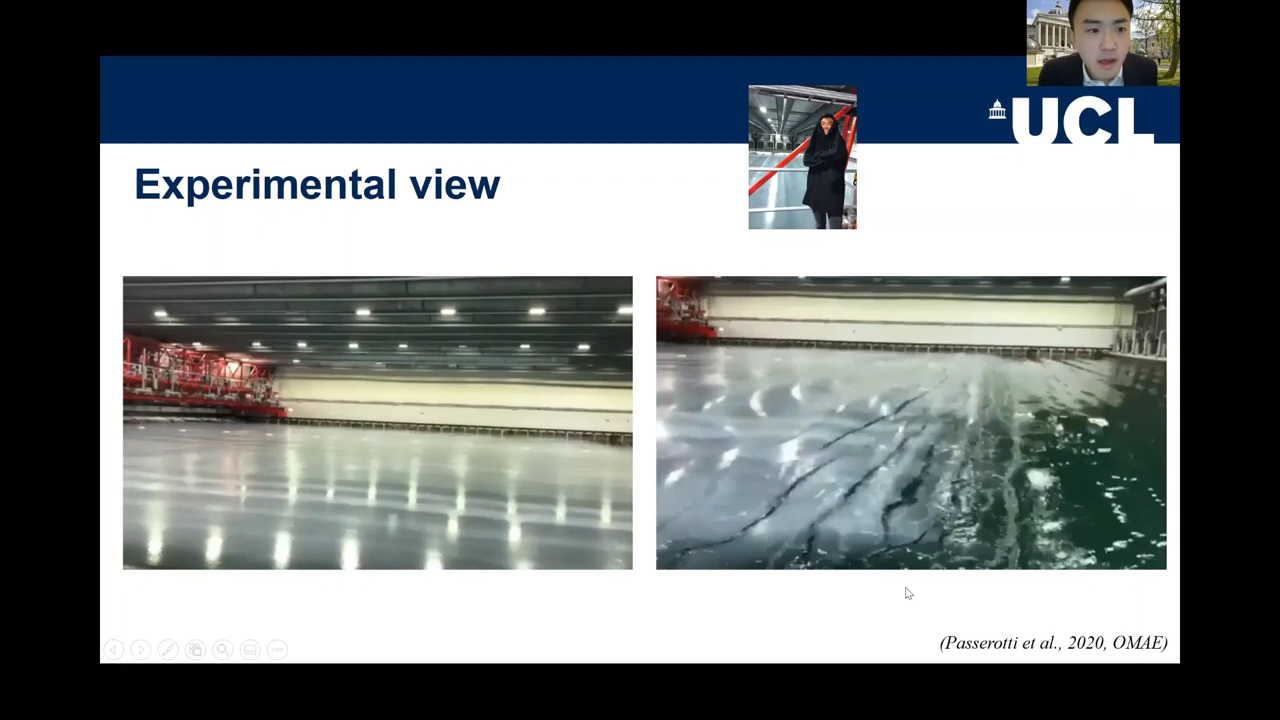 UCL
Experimental view
(Passerotti et al., 2020, OMAE)